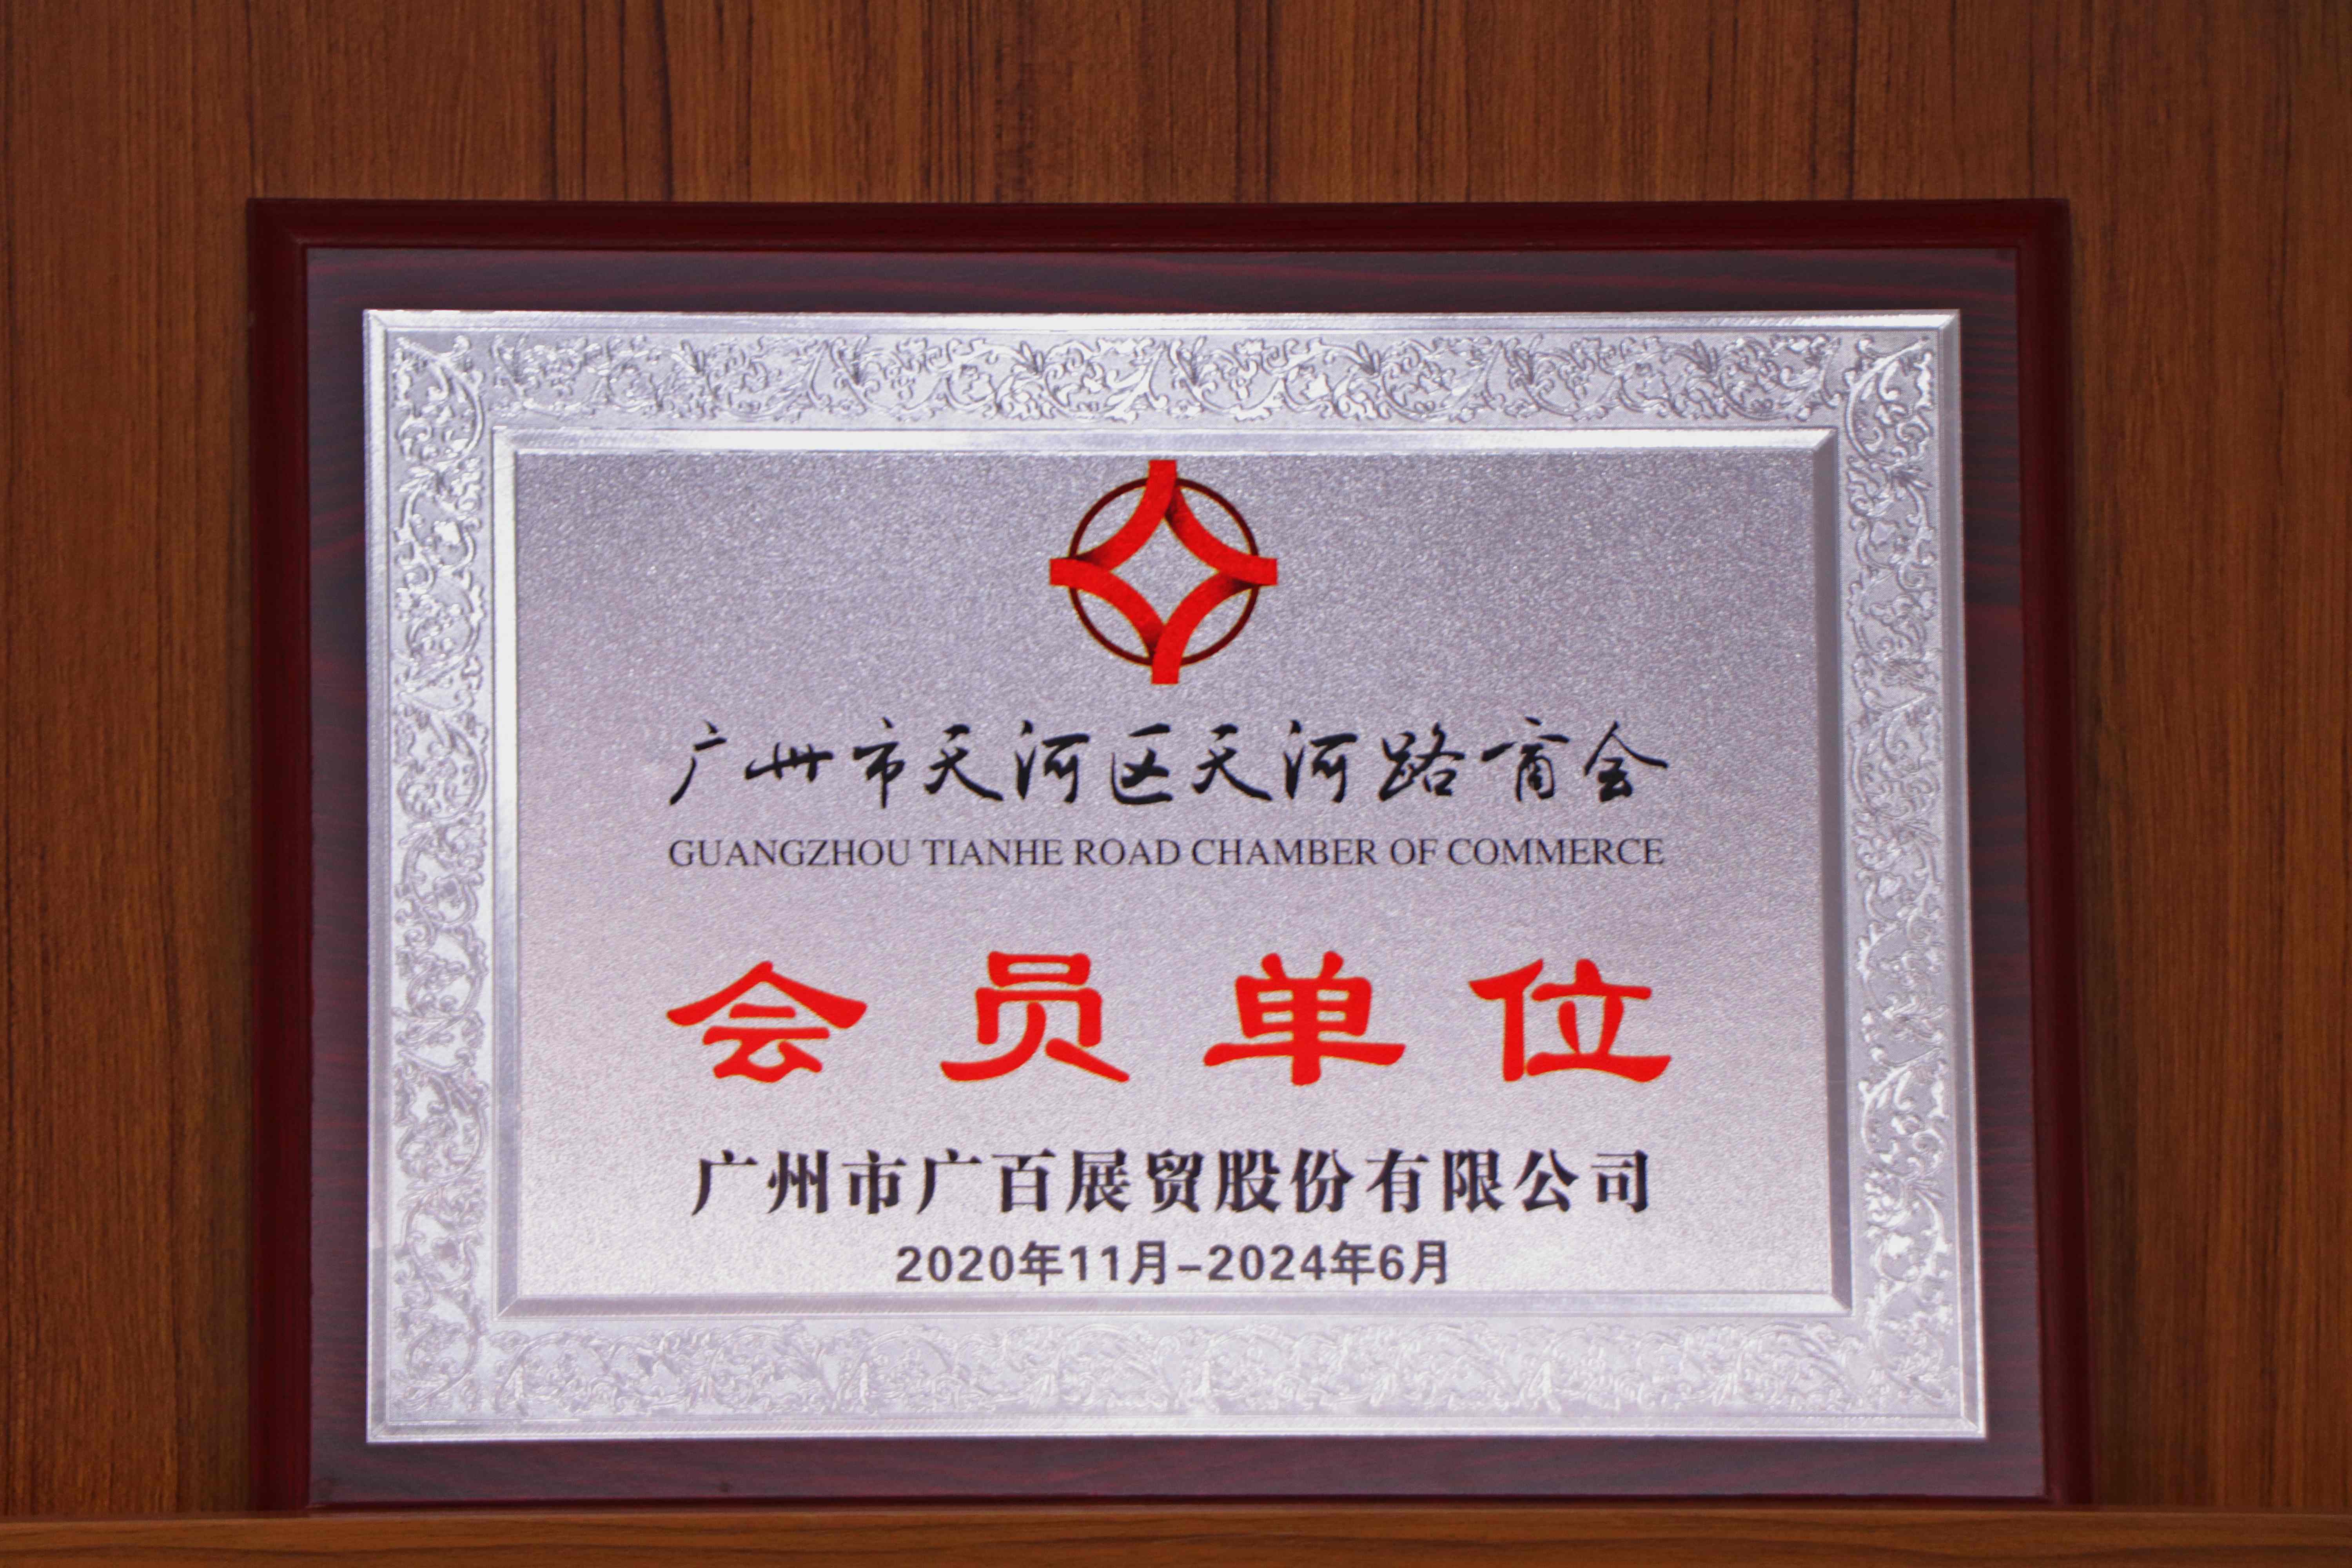 广州市天河区天河路商会
GUANGZHOU TIANHE ROAD CHAMBER OF COMMERCE
会员单位
广州市广百展贸股份有限公司
2020年11月-2024年6月